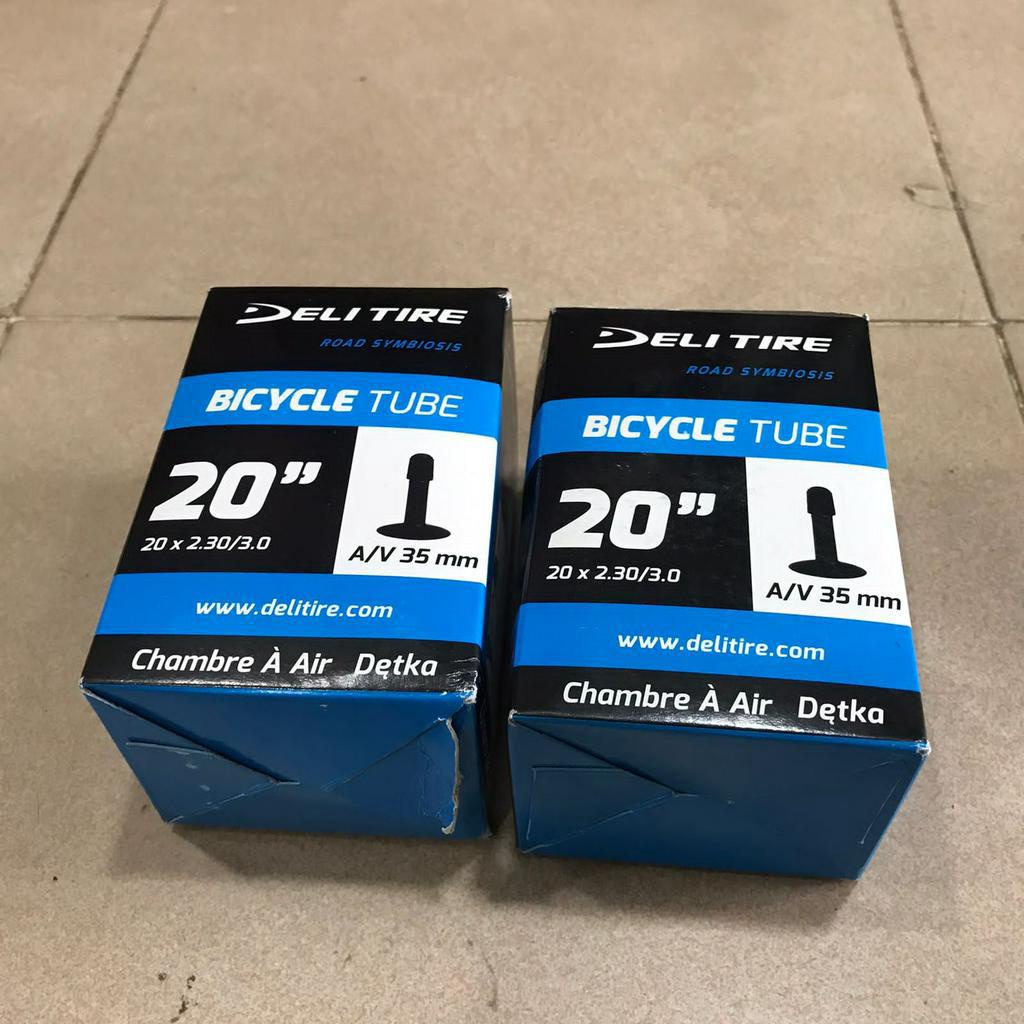 DELI TIRE
ROAD SYMBIOSIS
BICYCLE TUBE
20”
20 x 2.30/3.0
A/V 35 mm
www.delitire.com
Chambre À Air Dętka
DELI TIRE
ROAD SYMBIOSIS
BICYCLE TUBE
20”
20 x 2.30/3.0
A/V 35 mm
www.delitire.com
Chambre À Air Dętka